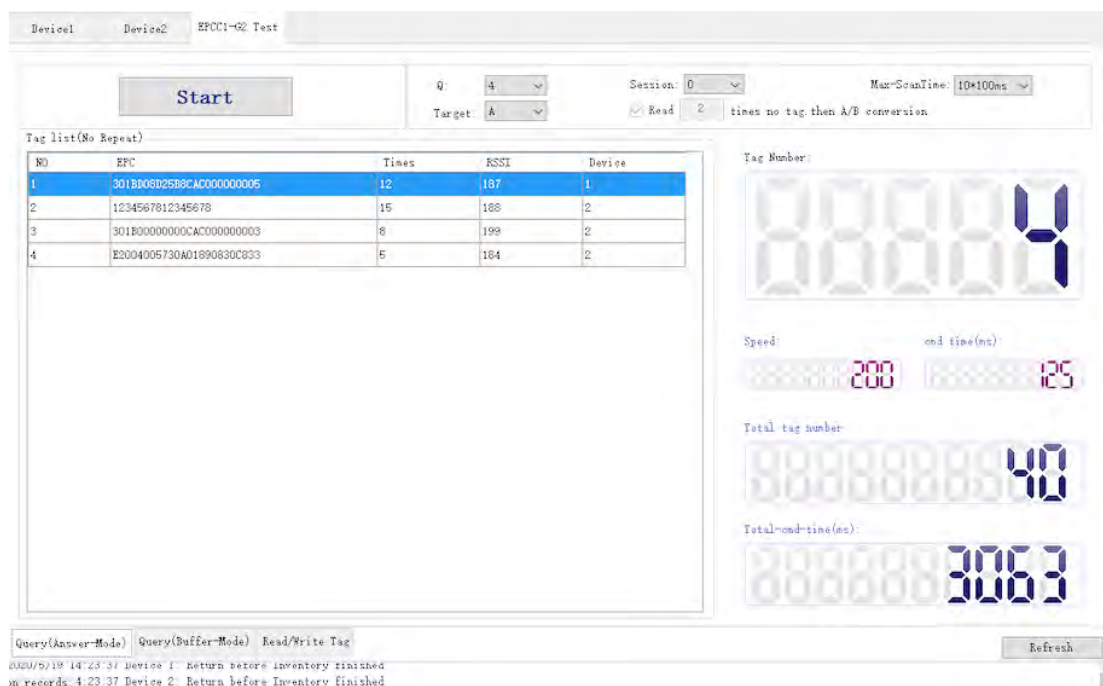 Device1 Device2 EPCC1-G2 Test
Start
Q: 4 Session: 0 Max-ScanTime: 10*100ms
Target: A Read 2 times no tag then A/B conversion
Tag list(No Repeat)
NO EPC Times RSSI Device
1 301BD08D25B8CAC000000005 12 187 1
2 1234567812345678 15 188 2
3 301B00000000CAC000000003 8 199 2
4 E2004005730A01890830C833 5 184 2
Tag Number:
4
Speed: cmd time(ms):
200 125
Total tag number
40
Total-cmd-time(ms):
3063
Query(Answer-Mode) Query(Buffer-Mode) Read/Write Tag
Refresh
2020/5/19 14:23:37 Device 1: Return before Inventory finished
on records 4:23:37 Device 2: Return before Inventory finished